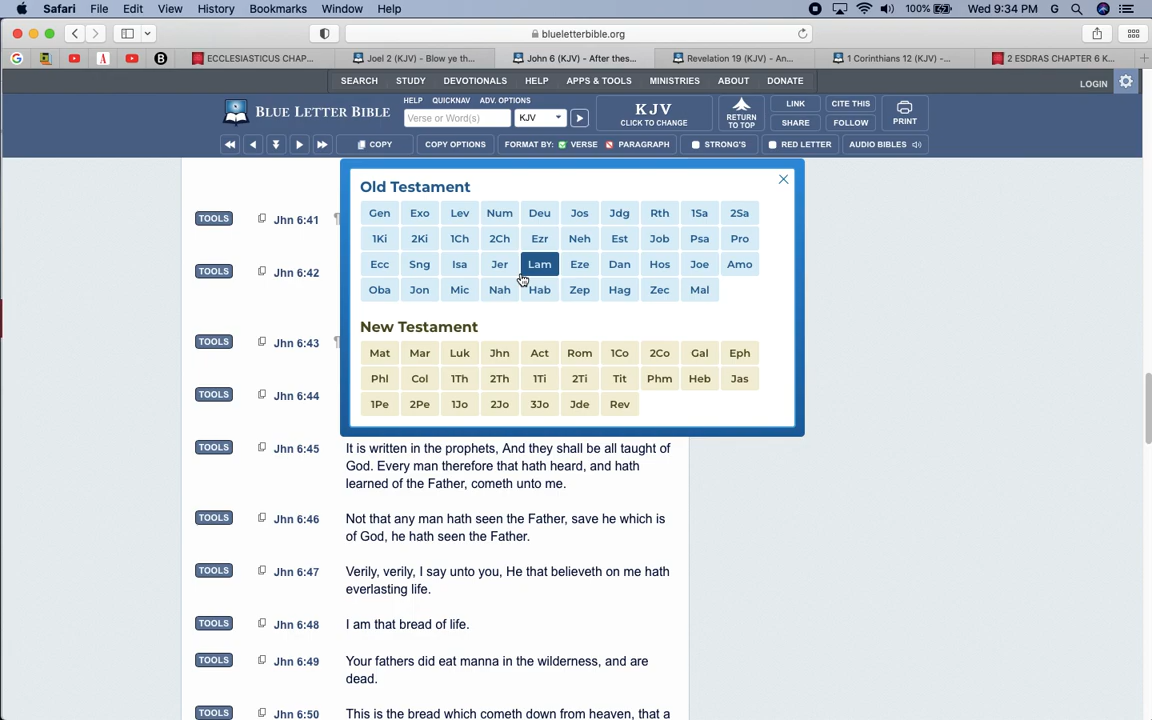 Safari File Edit View History Bookmarks Window Help 100% Wed 9:34 PM G
blueletterbible.org
ECCLESIASTICUS CHAP... Joel 2 (KJV) - Blow ye th... John 6 (KJV) - After thes... Revelation 19 (KJV) - An... 1 Corinthians 12 (KJV) -... 2 ESDRAS CHAPTER 6 K...
SEARCH STUDY DEVOTIONALS HELP APPS & TOOLS MINISTRIES ABOUT DONATE LOGIN
BLUE LETTER BIBLE
HELP QUICKNAV ADV. OPTIONS
Verse or Word(s) KJV
KJV
CLICK TO CHANGE
RETURN
TO TOP
LINK CITE THIS
SHARE FOLLOW
PRINT
COPY COPY OPTIONS FORMAT BY: VERSE PARAGRAPH STRONG'S RED LETTER AUDIO BIBLES
Old Testament
Gen Exo Lev Num Deu Jos Jdg Rth 1Sa 2Sa
1Ki 2Ki 1Ch 2Ch Ezr Neh Est Job Psa Pro
Ecc Sng Isa Jer Lam Eze Dan Hos Joe Amo
Oba Jon Mic Nah Hab Zep Hag Zec Mal
New Testament
Mat Mar Luk Jhn Act Rom 1Co 2Co Gal Eph
Phl Col 1Th 2Th 1Ti 2Ti Tit Phm Heb Jas
1Pe 2Pe 1Jo 2Jo 3Jo Jde Rev
TOOLS Jhn 6:41 ¶
TOOLS Jhn 6:42
TOOLS Jhn 6:43 ¶
TOOLS Jhn 6:44
TOOLS Jhn 6:45 It is written in the prophets, And they shall be all taught of
God. Every man therefore that hath heard, and hath
learned of the Father, cometh unto me.
TOOLS Jhn 6:46 Not that any man hath seen the Father, save he which is
of God, he hath seen the Father.
TOOLS Jhn 6:47 Verily, verily, I say unto you, He that believeth on me hath
everlasting life.
TOOLS Jhn 6:48 I am that bread of life.
TOOLS Jhn 6:49 Your fathers did eat manna in the wilderness, and are
dead.
TOOLS Jhn 6:50 This is the bread which cometh down from heaven, that a